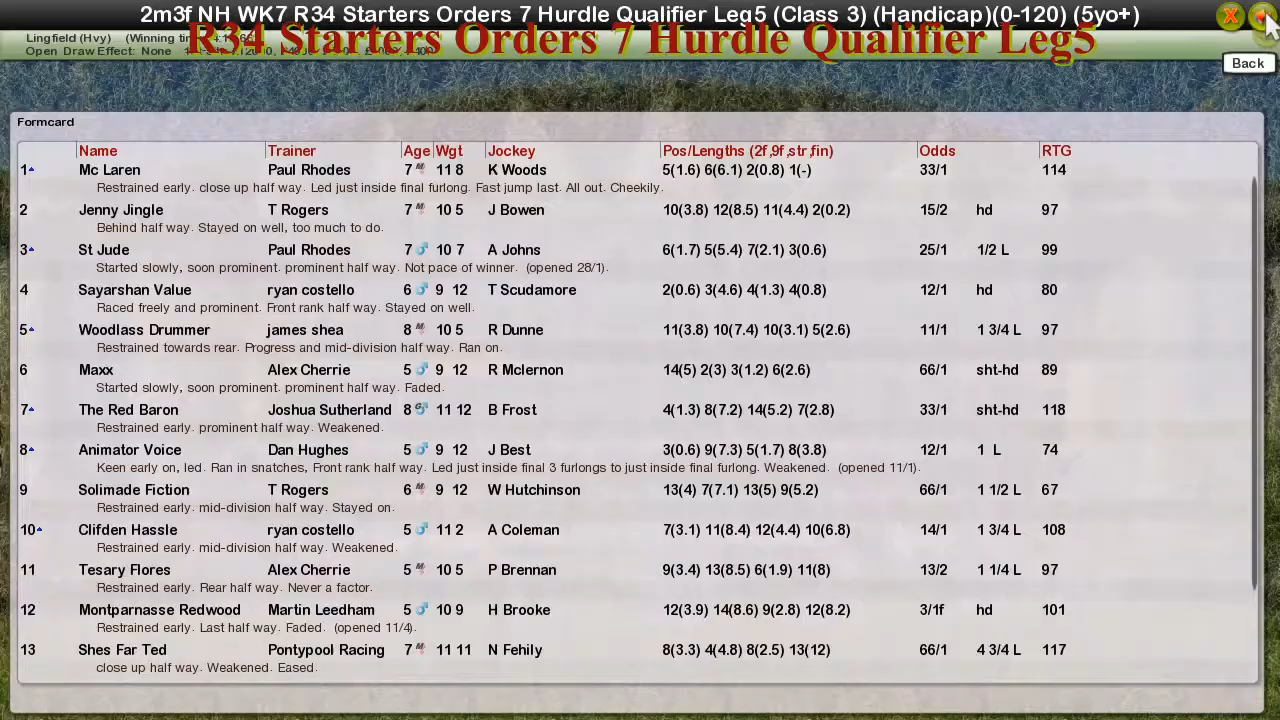 2m3f NH WK7 R34 Starters Orders 7 Hurdle Qualifier Leg5 (Class 3) (Handicap)(0-120) (5yo+)
R34 Starters Orders 7 Hurdle Qualifier Leg5
Lingfield (Hvy) (Winning
Open Draw Effect: None
Back
Formcard
Name Trainer Age Wgt Jockey Pos/Lengths (2f,9f,str,fin) Odds RTG
1 Mc Laren Paul Rhodes 7 11 8 K Woods 5(1.6) 6(6.1) 2(0.8) 1(-) 33/1 114
Restrained early. close up half way. Led just inside final furlong. Fast jump last. All out. Cheekily.
2 Jenny Jingle T Rogers 7 10 5 J Bowen 10(3.8) 12(8.5) 11(4.4) 2(0.2) 15/2 hd 97
Behind half way. Stayed on well, too much to do.
3 St Jude Paul Rhodes 7 10 7 A Johns 6(1.7) 5(5.4) 7(2.1) 3(0.6) 25/1 1/2 L 99
Started slowly, soon prominent. prominent half way. Not pace of winner. (opened 28/1).
4 Sayarshan Value ryan costello 6 9 12 T Scudamore 2(0.6) 3(4.6) 4(1.3) 4(0.8) 12/1 hd 80
Raced freely and prominent. Front rank half way. Stayed on well.
5 Woodlass Drummer james shea 8 10 5 R Dunne 11(3.8) 10(7.4) 10(3.1) 5(2.6) 11/1 1 3/4 L 97
Restrained towards rear. Progress and mid-division half way. Ran on.
6 Maxx Alex Cherrie 5 9 12 R Mclernon 14(5) 2(3) 3(1.2) 6(2.6) 66/1 sht-hd 89
Started slowly, soon prominent. prominent half way. Faded.
7 The Red Baron Joshua Sutherland 8 11 12 B Frost 4(1.3) 8(7.2) 14(5.2) 7(2.8) 33/1 sht-hd 118
Restrained early. prominent half way. Weakened.
8 Animator Voice Dan Hughes 5 9 12 J Best 3(0.6) 9(7.3) 5(1.7) 8(3.8) 12/1 1 L 74
Keen early on, led. Ran in snatches, Front rank half way. Led just inside final 3 furlongs to just inside final furlong. Weakened. (opened 11/1).
9 Solimade Fiction T Rogers 6 9 12 W Hutchinson 13(4) 7(7.1) 13(5) 9(5.2) 66/1 1 1/2 L 67
Restrained early. mid-division half way. Stayed on.
10 Clifden Hassle ryan costello 5 11 2 A Coleman 7(3.1) 11(8.4) 12(4.4) 10(6.8) 14/1 1 3/4 L 108
Restrained early. mid-division half way. Weakened.
11 Tesary Flores Alex Cherrie 5 10 5 P Brennan 9(3.4) 13(8.5) 6(1.9) 11(8) 13/2 1 1/4 L 97
Restrained early. Rear half way. Never a factor.
12 Montparnasse Redwood Martin Leedham 5 10 9 H Brooke 12(3.9) 14(8.6) 9(2.8) 12(8.2) 3/1f hd 101
Restrained early. Last half way. Faded. (opened 11/4).
13 Shes Far Ted Pontypool Racing 7 11 11 N Fehily 8(3.3) 4(4.8) 8(2.5) 13(12) 66/1 4 3/4 L 117
close up half way. Weakened. Eased.